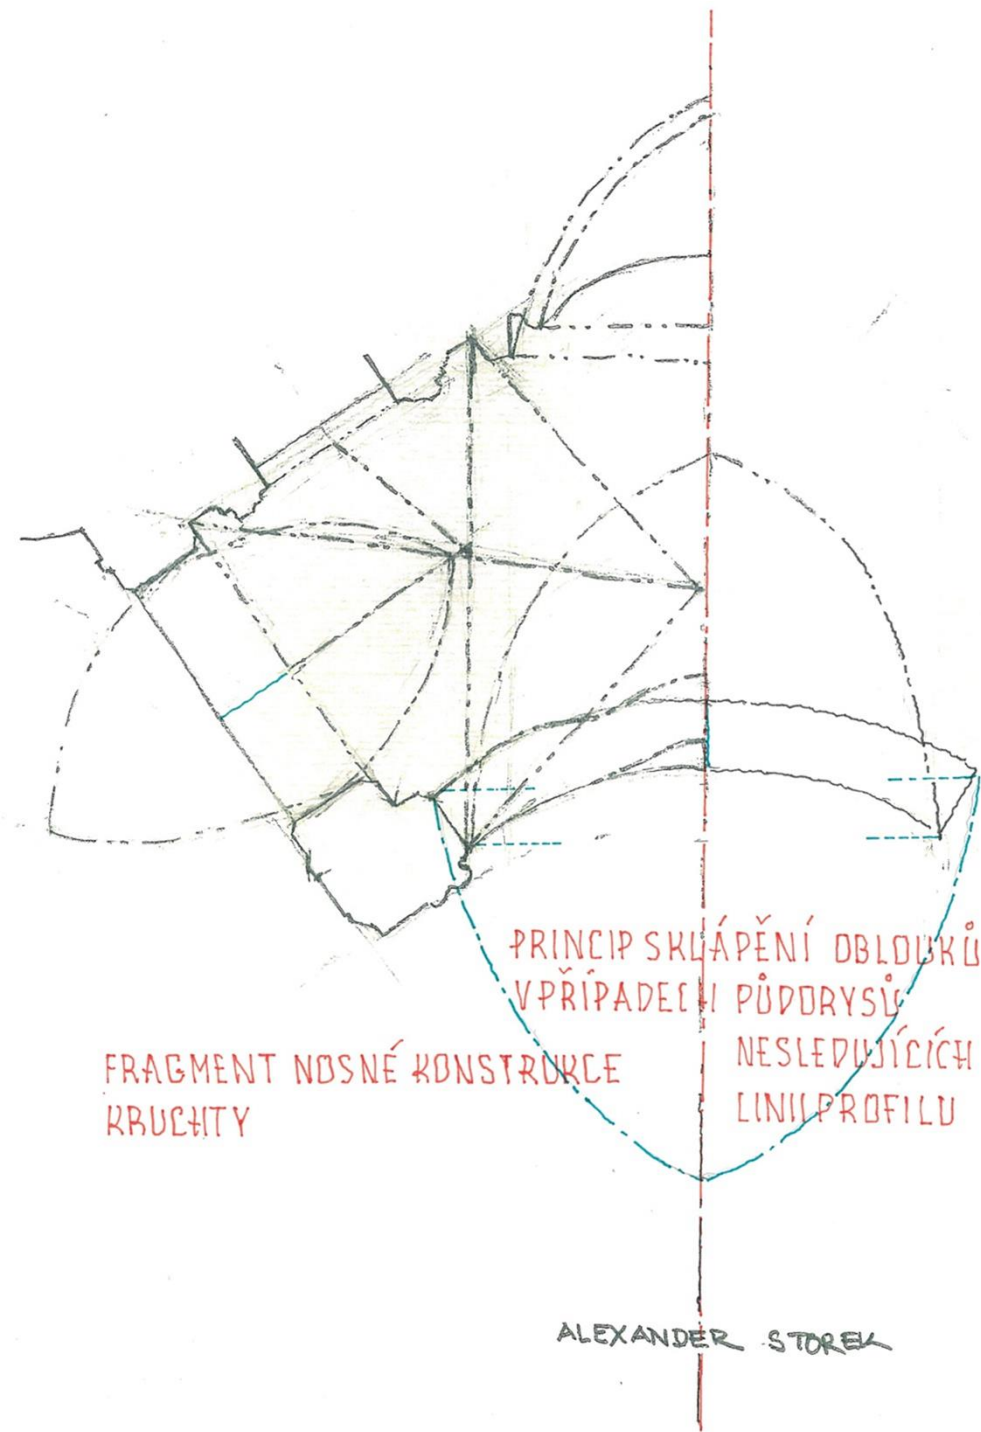 PRINCIP SKLÁPĚNÍ OBLOUKŮ
V PŘÍPADECH PŮDORYSŮ
NESLEDUJÍCÍCH
LINII PROFILU
FRAGMENT NOSNÉ KONSTRUKCE
KRUCHTY
ALEXANDER STOREK